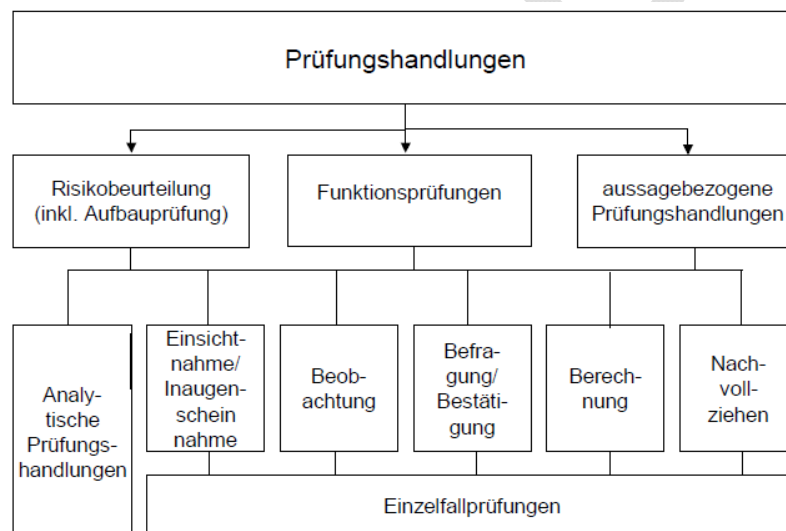 Prüfungshandlungen
Risikobeurteilung
(inkl. Aufbauprüfung)
Funktionsprüfungen
aussagebezogene
Prüfungshandlungen
Analy-
tische
Prüfungs-
handlungen
Einsicht-
nahme/
Inaugen-
schein
nahme
Beob-
achtung
Befra-
gung/
Bestäti-
gung
Berech-
nung
Nach-
voll-
ziehen
Einzelfallprüfungen